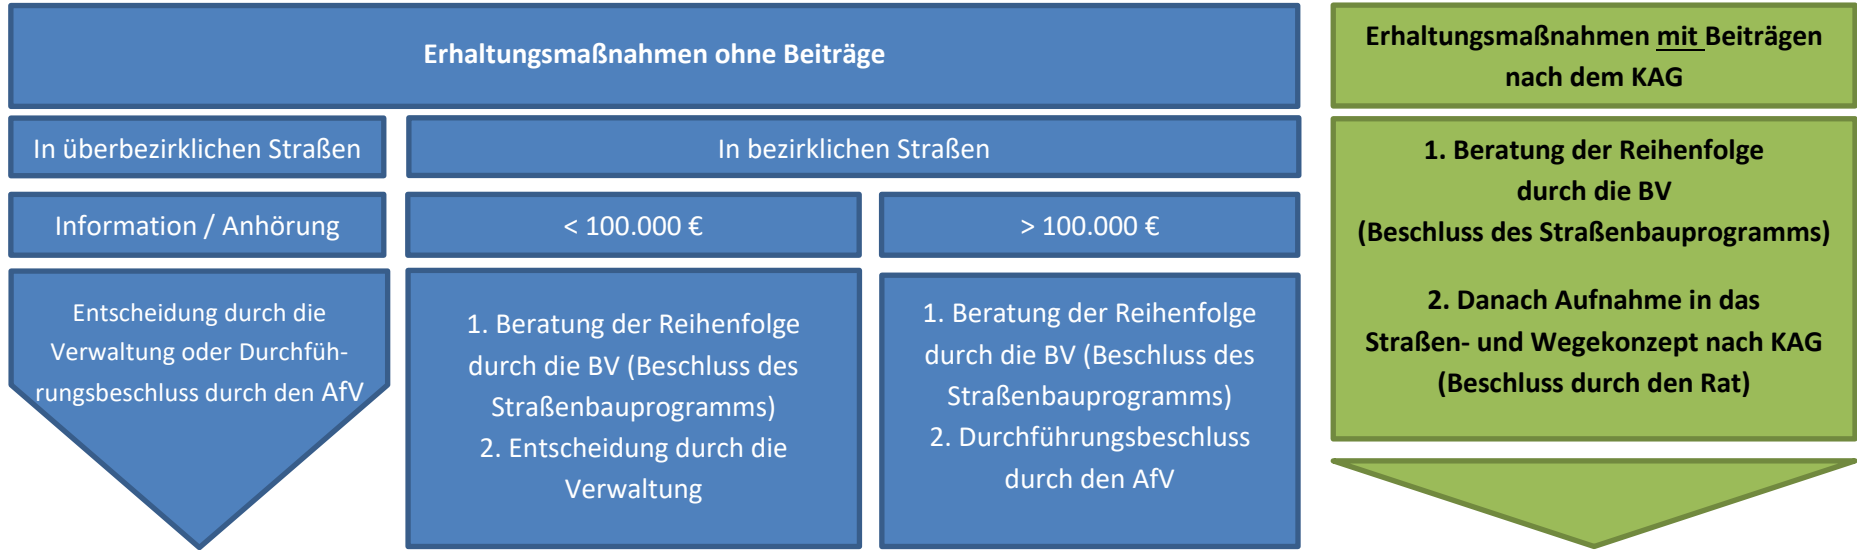 Erhaltungsmaßnahmen ohne Beiträge
In überbezirklichen Straßen
In bezirklichen Straßen
Information / Anhörung
< 100.000 €
> 100.000 €
Entscheidung durch die
Verwaltung oder Durchfüh-
rungsbeschluss durch den AfV
1. Beratung der Reihenfolge
durch die BV (Beschluss des
Straßenbauprogramms)
2. Entscheidung durch die
Verwaltung
1. Beratung der Reihenfolge
durch die BV (Beschluss des
Straßenbauprogramms)
2. Durchführungsbeschluss
durch den AfV
Erhaltungsmaßnahmen mit Beiträgen
nach dem KAG
1. Beratung der Reihenfolge
durch die BV
(Beschluss des Straßenbauprogramms)
2. Danach Aufnahme in das
Straßen- und Wegekonzept nach KAG
(Beschluss durch den Rat)